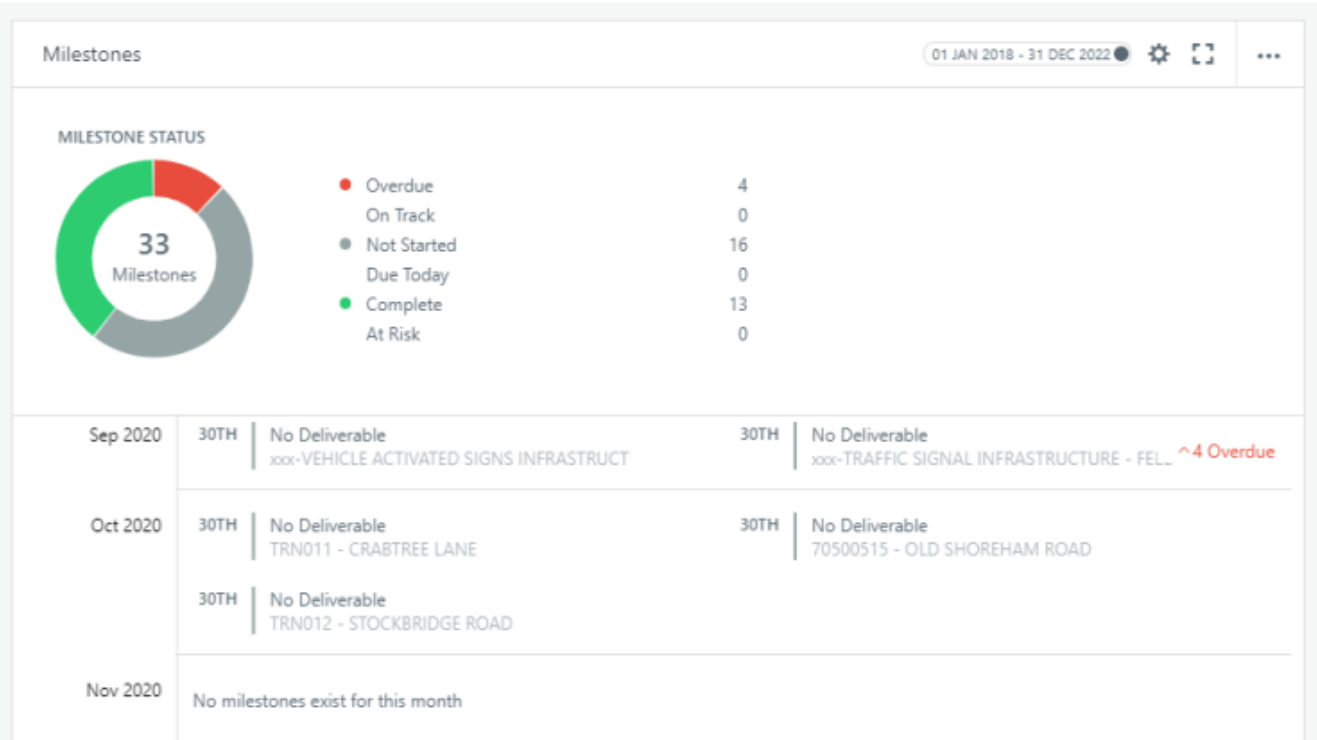 Milestones
01 JAN 2018 - 31 DEC 2022
MILESTONE STATUS
33
Milestones
Overdue 4
On Track 0
Not Started 16
Due Today 0
Complete 13
At Risk 0
Sep 2020
30TH No Deliverable
xxx-VEHICLE ACTIVATED SIGNS INFRASTRUCT
30TH No Deliverable
xxx-TRAFFIC SIGNAL INFRASTRUCTURE - FEL
^4 Overdue
Oct 2020
30TH No Deliverable
TRN011 - CRABTREE LANE
30TH No Deliverable
70500515 - OLD SHOREHAM ROAD
30TH No Deliverable
TRN012 - STOCKBRIDGE ROAD
Nov 2020
No milestones exist for this month